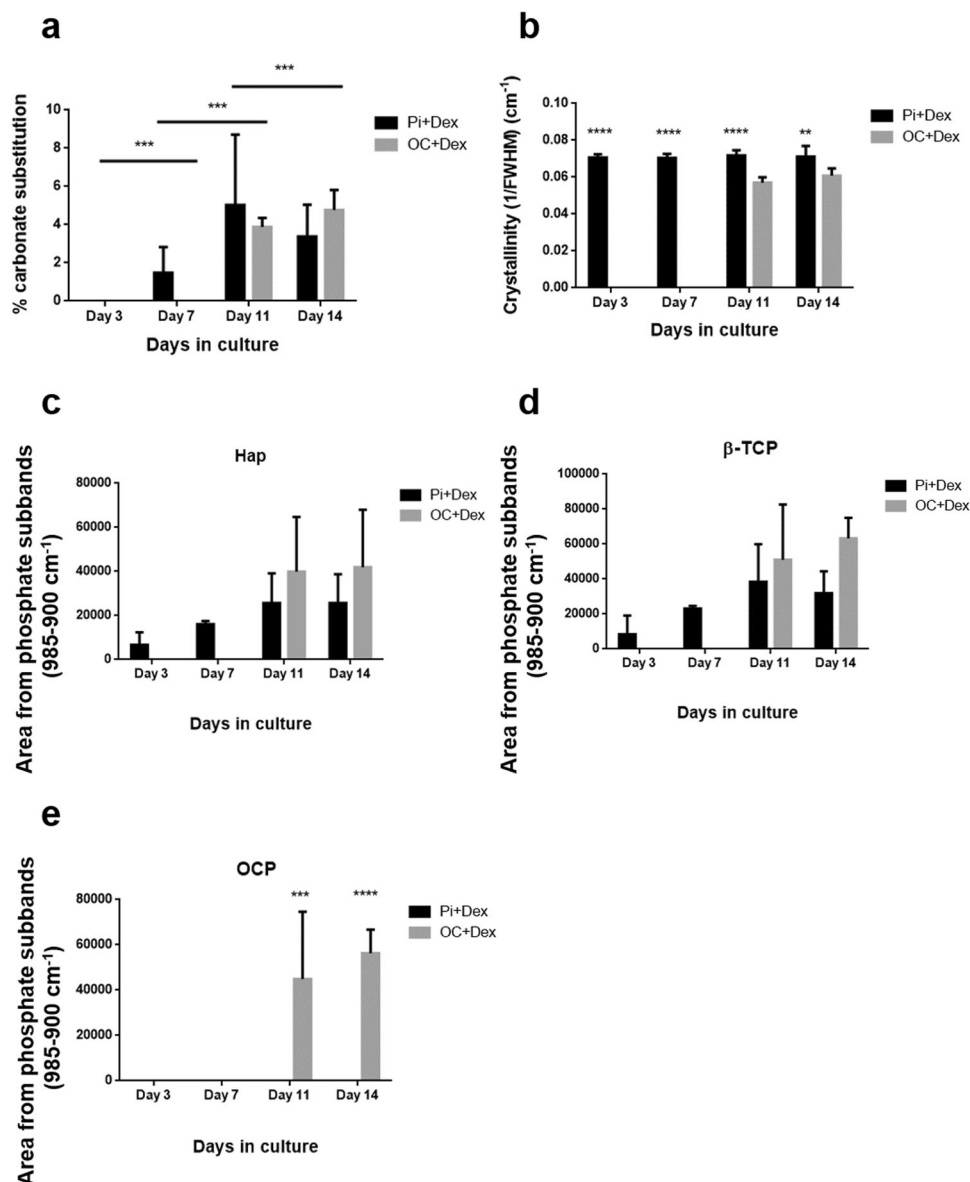 a
% carbonate substitution
10
8
6
4
2
0
***
***
***
Day 3
Day 7
Day 11
Day 14
Days in culture
Pi+Dex
OC+Dex
b
Crystallinity (1/FWHM) (cm⁻¹)
0.10
0.08
0.06
0.04
0.02
0.00
****
****
****
**
Day 3
Day 7
Day 11
Day 14
Days in culture
Pi+Dex
OC+Dex
c
Hap
Area from phosphate subbands
(985-900 cm⁻¹)
80000
60000
40000
20000
0
Day 3
Day 7
Day 11
Day 14
Days in culture
Pi+Dex
OC+Dex
d
β-TCP
Area from phosphate subbands
(985-900 cm⁻¹)
100000
80000
60000
40000
20000
0
Day 3
Day 7
Day 11
Day 14
Days in culture
Pi+Dex
OC+Dex
e
OCP
Area from phosphate subbands
(985-900 cm⁻¹)
80000
60000
40000
20000
0
***
****
Day 3
Day 7
Day 11
Day 14
Days in culture
Pi+Dex
OC+Dex